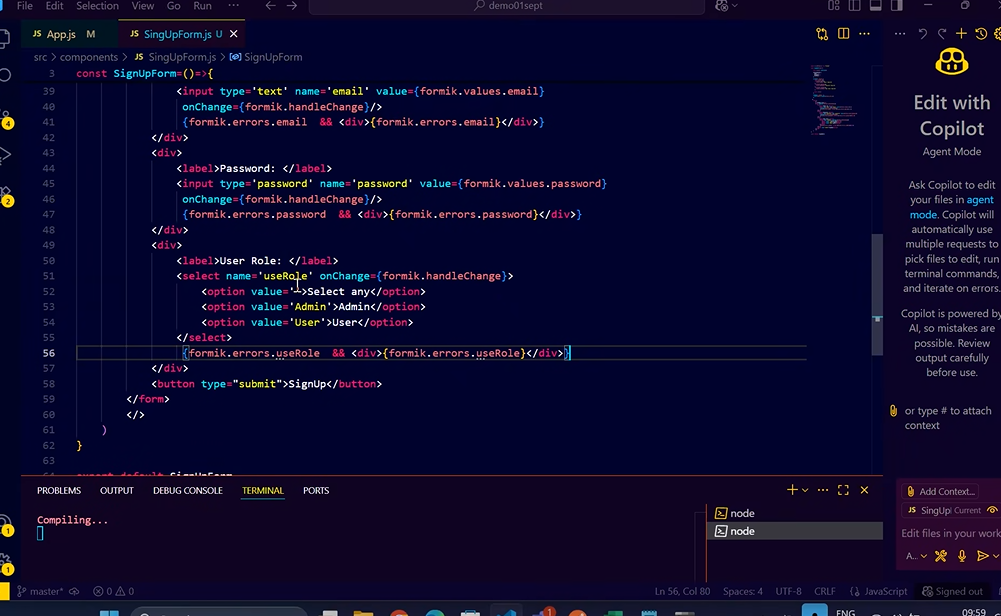 File Edit Selection View Go Run ··· demo01sept
JS App.js M JS SingUpForm.js U
src > components > JS SingUpForm.js > SignUpForm
3 const SignUpForm=()=>{
39 <input type='text' name='email' value={formik.values.email}
40 onChange={formik.handleChange}/>
41 {formik.errors.email && <div>{formik.errors.email}</div>}
42 </div>
43 <div>
44 <label>Password: </label>
45 <input type='password' name='password' value={formik.values.password}
46 onChange={formik.handleChange}/>
47 {formik.errors.password && <div>{formik.errors.password}</div>}
48 </div>
49 <div>
50 <label>User Role: </label>
51 <select name='useRole' onChange={formik.handleChange}>
52 <option value=''>Select any</option>
53 <option value='Admin'>Admin</option>
54 <option value='User'>User</option>
55 </select>
56 {formik.errors.useRole && <div>{formik.errors.useRole}</div>}
57 </div>
58 <button type="submit">SignUp</button>
59 </form>
60 </>
61 )
62 }
63
export default SignUpForm
Edit with
Copilot
Agent Mode
Ask Copilot to edit
your files in agent
mode. Copilot will
automatically use
multiple requests to
pick files to edit, run
terminal commands,
and iterate on errors.
Copilot is powered by
AI, so mistakes are
possible. Review
output carefully
before use.
or type # to attach
context
Add Context...
JS SingUp Current
Edit files in your work
A..
PROBLEMS OUTPUT DEBUG CONSOLE TERMINAL PORTS
Compiling...
node
node
4
2
1
1
master* 0 0 Ln 56, Col 80 Spaces: 4 UTF-8 CRLF {} JavaScript Signed out
1 ENG 09:59